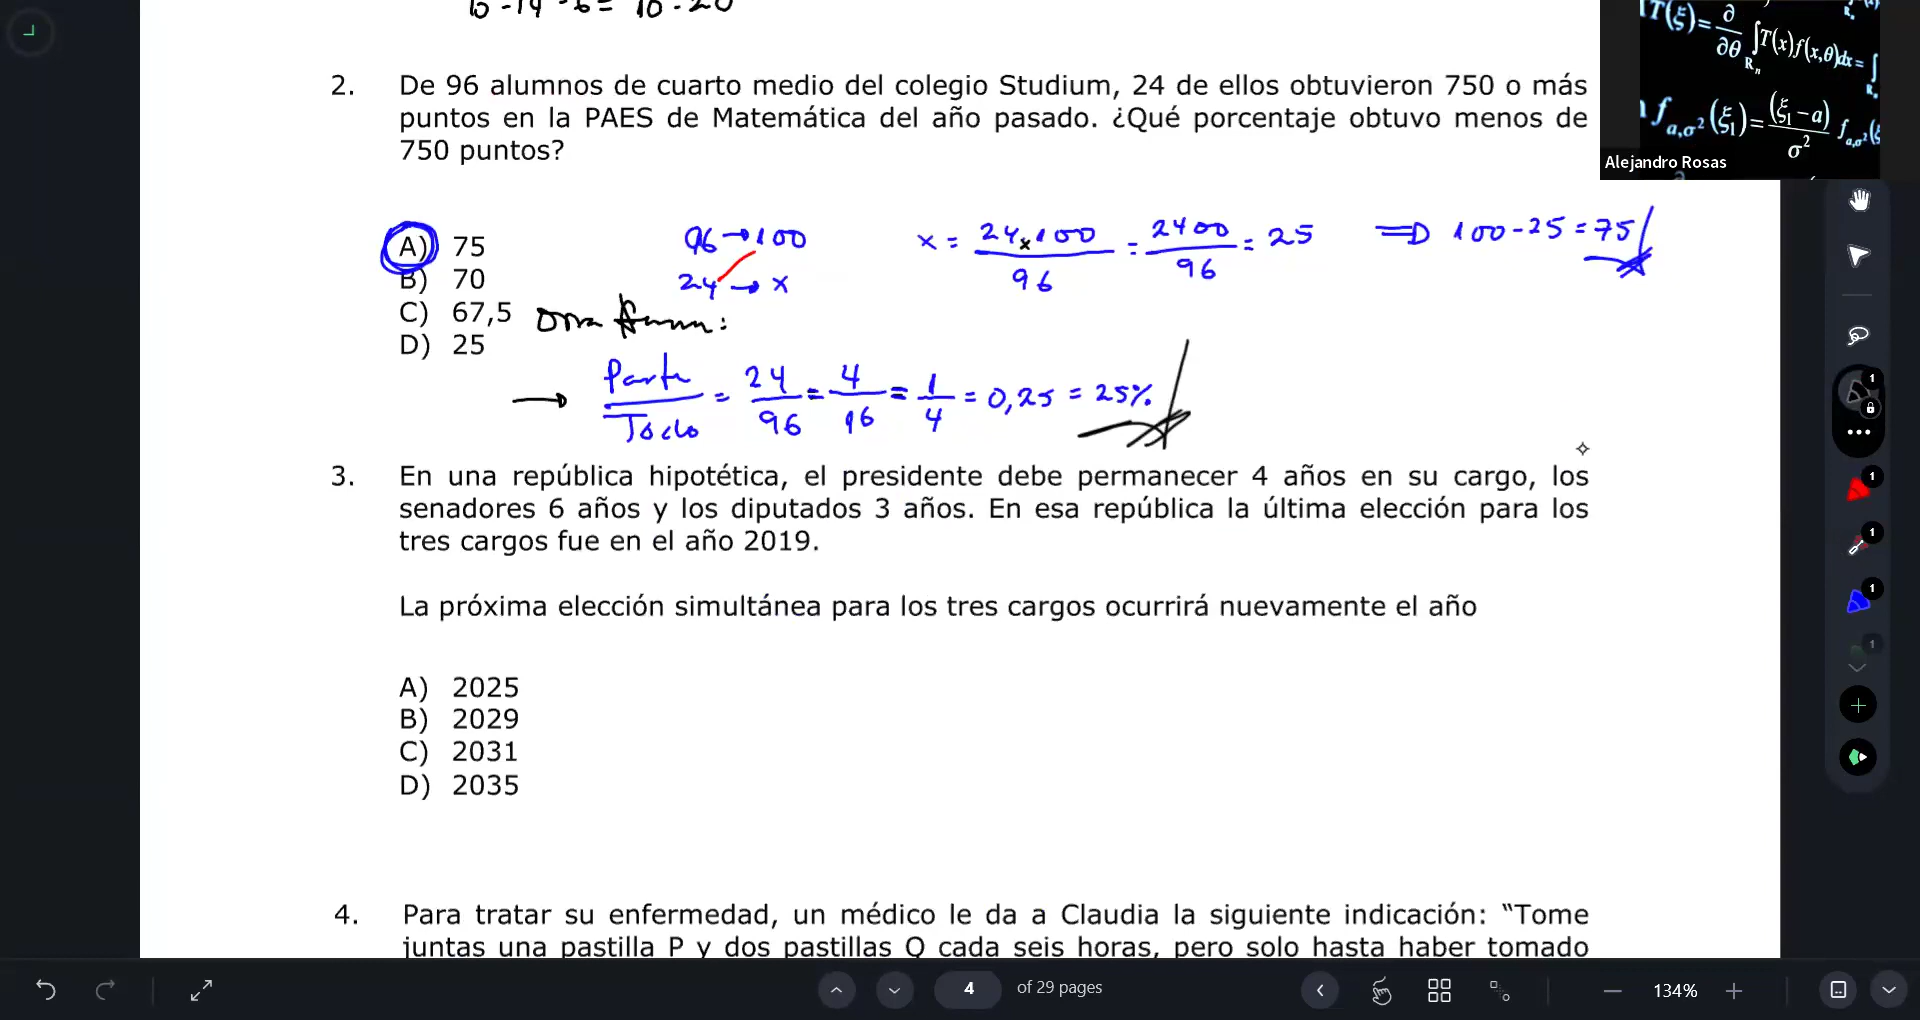 2. De 96 alumnos de cuarto medio del colegio Studium, 24 de ellos obtuvieron 750 o más
puntos en la PAES de Matemática del año pasado. ¿Qué porcentaje obtuvo menos de
750 puntos?
Alejandro Rosas
A) 75
B) 70
C) 67,5
D) 25
96 → 100
24 → x
x = 24 x 100 / 96 = 2400 / 96 = 25 ⇒ 100 - 25 = 75
Otra forma:
→ Parte / Todo = 24 / 96 = 4 / 16 = 1 / 4 = 0,25 = 25%
3. En una república hipotética, el presidente debe permanecer 4 años en su cargo, los
senadores 6 años y los diputados 3 años. En esa república la última elección para los
tres cargos fue en el año 2019.
La próxima elección simultánea para los tres cargos ocurrirá nuevamente el año
A) 2025
B) 2029
C) 2031
D) 2035
4. Para tratar su enfermedad, un médico le da a Claudia la siguiente indicación: “Tome
juntas una pastilla P y dos pastillas Q cada seis horas, pero solo hasta haber tomado
1
1
1
1
1
4 of 29 pages
134%